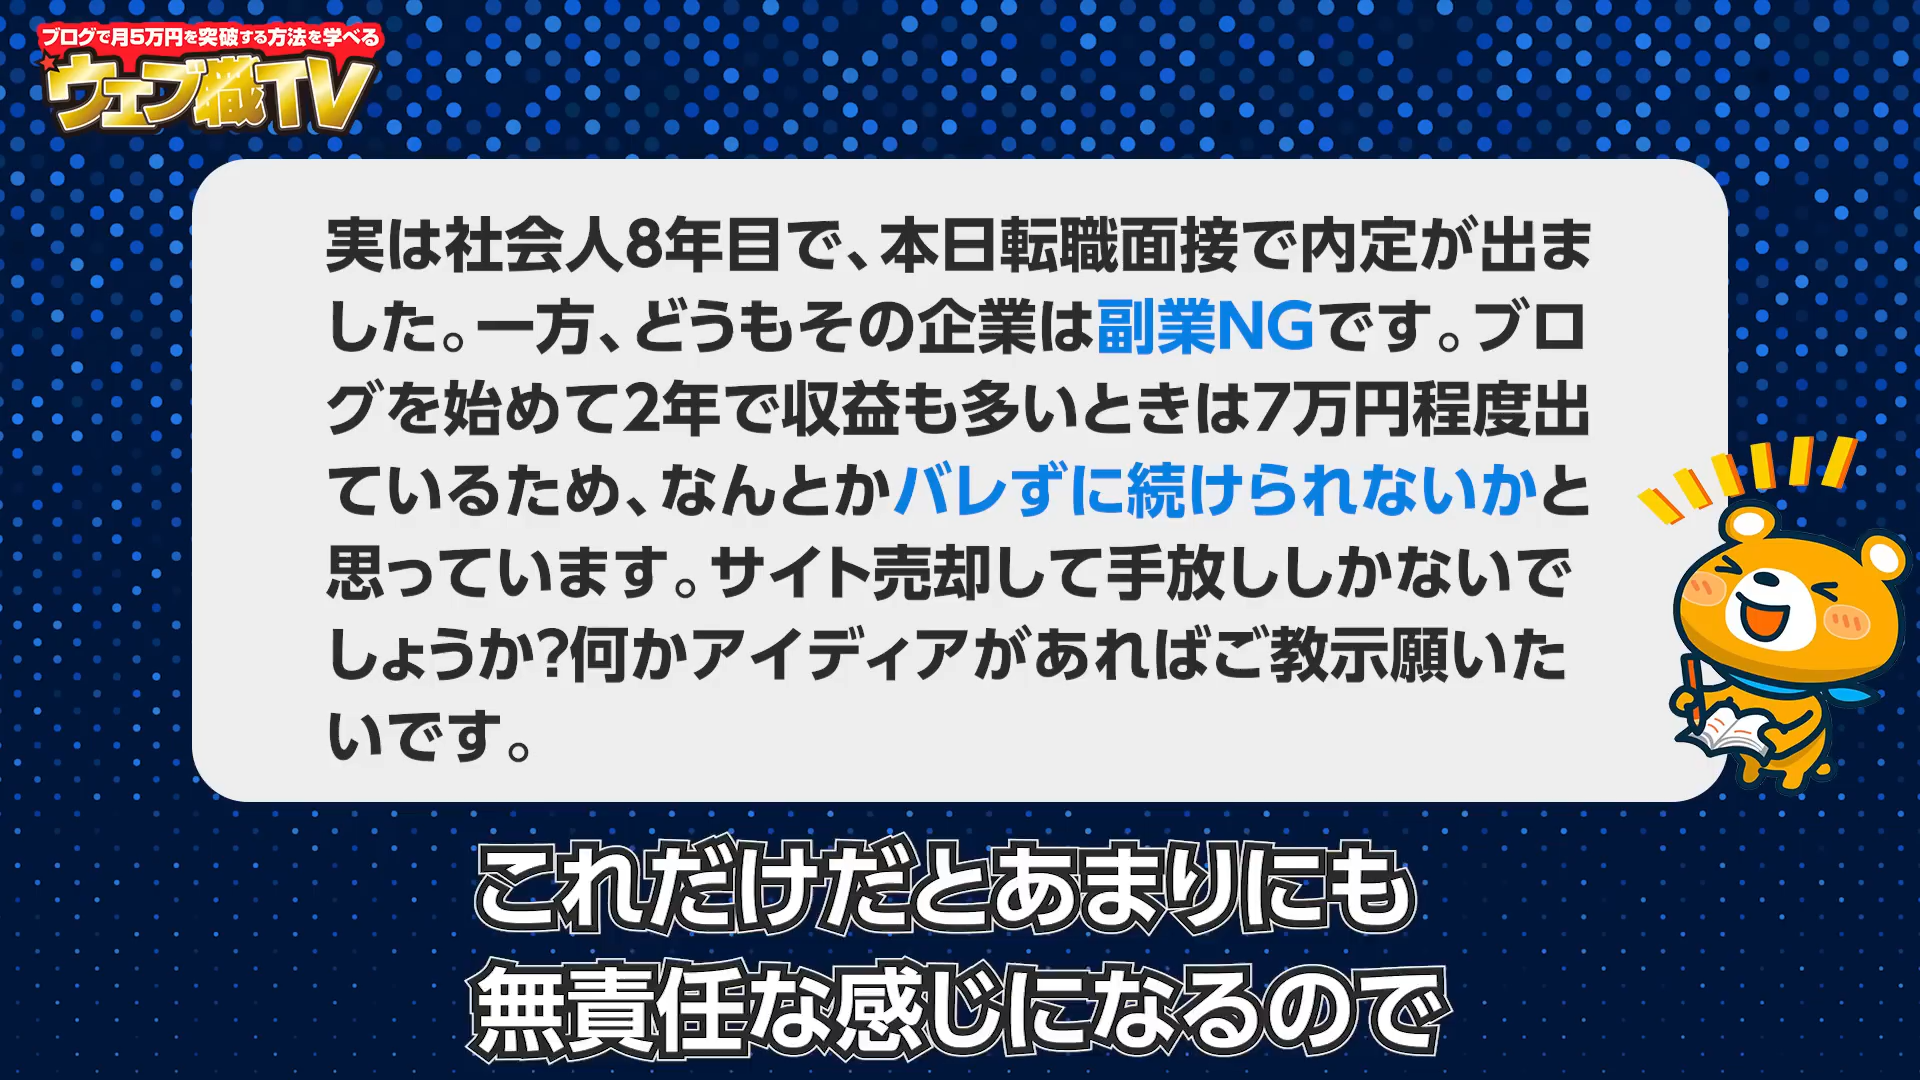 ブログで月5万円を突破する方法を学べる
ウェブ職TV
実は社会人8年目で、本日転職面接で内定が出ま
した。一方、どうもその企業は副業NGです。ブロ
グを始めて2年で収益も多いときは7万円程度出
ているため、なんとかバレずに続けられないかと
思っています。サイト売却して手放ししかないで
しょうか?何かアイディアがあればご教示願いた
いです。
これだけだとあまりにも
無責任な感じになるので